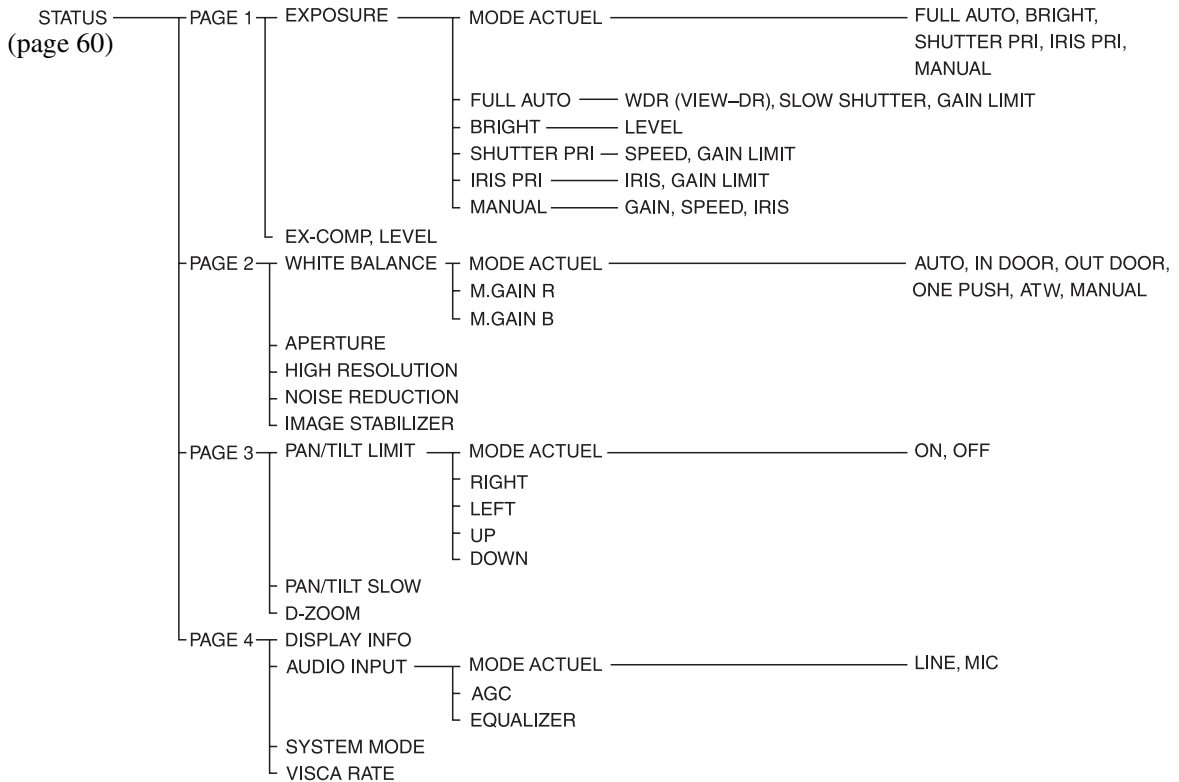 STATUS PAGE 1 EXPOSURE MODE ACTUEL FULL AUTO, BRIGHT,
(page 60) SHUTTER PRI, IRIS PRI,
MANUAL
FULL AUTO WDR (VIEW–DR), SLOW SHUTTER, GAIN LIMIT
BRIGHT LEVEL
SHUTTER PRI SPEED, GAIN LIMIT
IRIS PRI IRIS, GAIN LIMIT
MANUAL GAIN, SPEED, IRIS
EX-COMP, LEVEL
PAGE 2 WHITE BALANCE MODE ACTUEL AUTO, IN DOOR, OUT DOOR,
M.GAIN R ONE PUSH, ATW, MANUAL
M.GAIN B
APERTURE
HIGH RESOLUTION
NOISE REDUCTION
IMAGE STABILIZER
PAGE 3 PAN/TILT LIMIT MODE ACTUEL ON, OFF
RIGHT
LEFT
UP
DOWN
PAN/TILT SLOW
D-ZOOM
PAGE 4 DISPLAY INFO
AUDIO INPUT MODE ACTUEL LINE, MIC
AGC
EQUALIZER
SYSTEM MODE
VISCA RATE